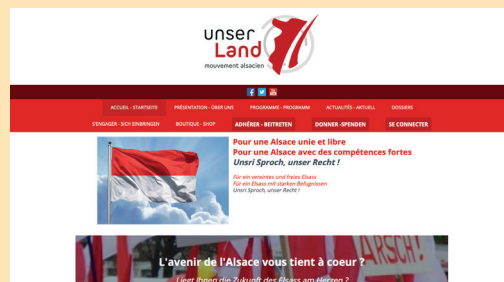 unser
Land
mouvement alsacien
ACCUEIL - STARTSEITE PRÉSENTATION - ÜBER UNS PROGRAMME - PROGRAMM ACTUALITÉS - AKTUELL DOSSIERS
S'ENGAGER - SICH EINBRINGEN BOUTIQUE - SHOP ADHÉRER - BEITRETEN DONNER -SPENDEN SE CONNECTER
Pour une Alsace unie et libre
Pour une Alsace avec des compétences fortes
Unsri Sproch, unser Recht !
Für ein vereintes und freies Elsass
Für ein Elsass mit starken Befugnissen
Unsri Sproch, unser Recht !
ARSCH!
L'avenir de l'Alsace vous tient à coeur ?
Liegt Ihnen die Zukunft des Elsass am Herzen ?